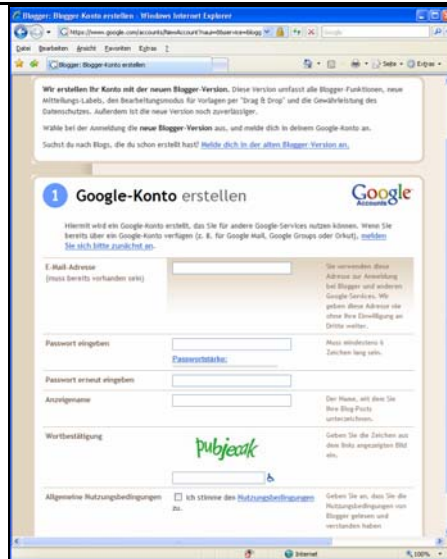 Blogger: Blogger-Konto erstellen - Windows Internet Explorer
Datei Bearbeiten Ansicht Favoriten Extras ?
Blogger: Blogger-Konto erstellen
Seite Extras
Wir erstellen Ihr Konto mit der neuen Blogger-Version. Diese Version umfasst alle Blogger-Funktionen, neue
Mitteilungs-Labels, den Bearbeitungsmodus für Vorlagen per "Drag & Drop" und die Gewährleistung des
Datenschutzes. Außerdem ist die neue Version noch zuverlässiger.
Wähle bei der Anmeldung die neue Blogger-Version aus, und melde dich in deinem Google-Konto an.
Suchst du nach Blogs, die du schon erstellt hast? Melde dich in der alten Blogger-Version an.
1 Google-Konto erstellen
Google
Accounts
Hiermit wird ein Google-Konto erstellt, das Sie für andere Google-Services nutzen können. Wenn Sie
bereits über ein Google-Konto verfügen (z. B. für Google Mail, Google Groups oder Orkut), melden
Sie sich bitte zunächst an.
E-Mail-Adresse
(muss bereits vorhanden sein)
Sie verwenden diese
Adresse zur Anmeldung
bei Blogger und anderen
Google Services. Wir
geben diese Adresse nie
ohne Ihre Einwilligung an
Dritte weiter.
Passwort eingeben
Passwortstärke:
Muss mindestens 6
Zeichen lang sein.
Passwort erneut eingeben
Anzeigename
Der Name, mit dem Sie
Ihre Blog-Posts
unterzeichnen.
Wortbestätigung
pubjecak
Geben Sie die Zeichen aus
dem links angezeigten Bild
ein.
Allgemeine Nutzungsbedingungen
Ich stimme den Nutzungsbedingungen
zu.
Geben Sie an, dass Sie die
Nutzungsbedingungen von
Blogger gelesen und
verstanden haben
Internet
100%